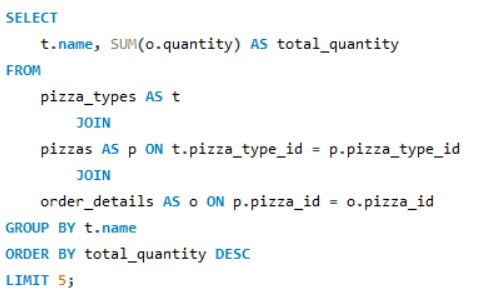 SELECT
    t.name, SUM(o.quantity) AS total_quantity
FROM
    pizza_types AS t
        JOIN
    pizzas AS p ON t.pizza_type_id = p.pizza_type_id
        JOIN
    order_details AS o ON p.pizza_id = o.pizza_id
GROUP BY t.name
ORDER BY total_quantity DESC
LIMIT 5;